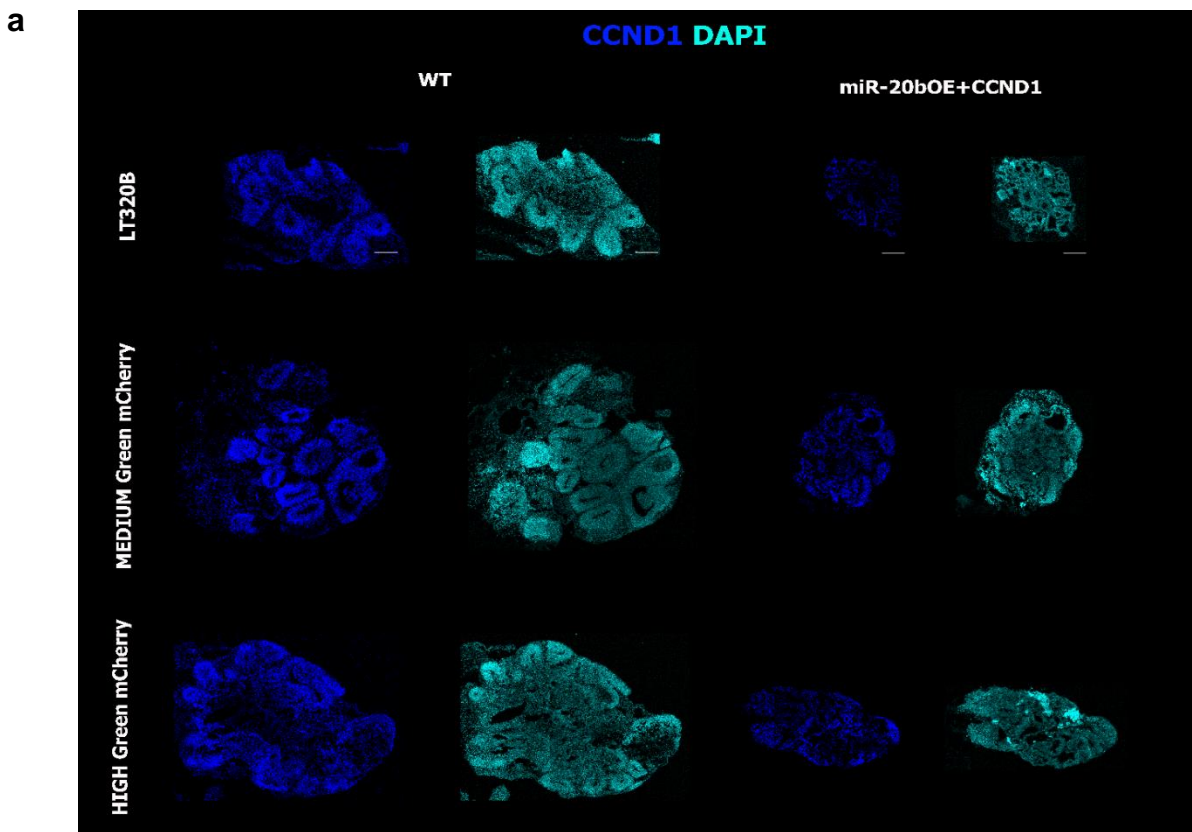 a
CCND1 DAPI
WT
miR-20bOE+CCND1
LT320B
MEDIUM Green mCherry
HIGH Green mCherry